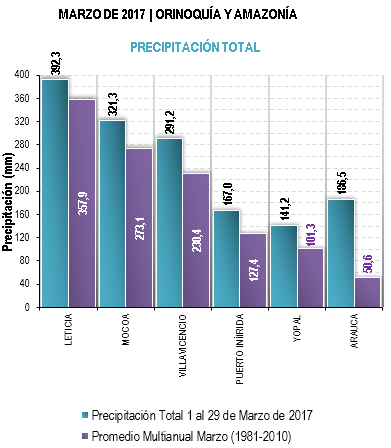 MARZO DE 2017 | ORINOQUÍA Y AMAZONÍA
PRECIPITACIÓN TOTAL
Precipitación (mm)
400
360
320
280
240
200
160
120
80
40
0
392,3
357,9
321,3
273,1
291,2
230,4
167,0
127,4
141,2
101,3
186,5
50,6
LETICIA
MOCOA
VILLAVICENCIO
PUERTO INÍRIDA
YOPAL
ARAUCA
Precipitación Total 1 al 29 de Marzo de 2017
Promedio Multianual Marzo (1981-2010)